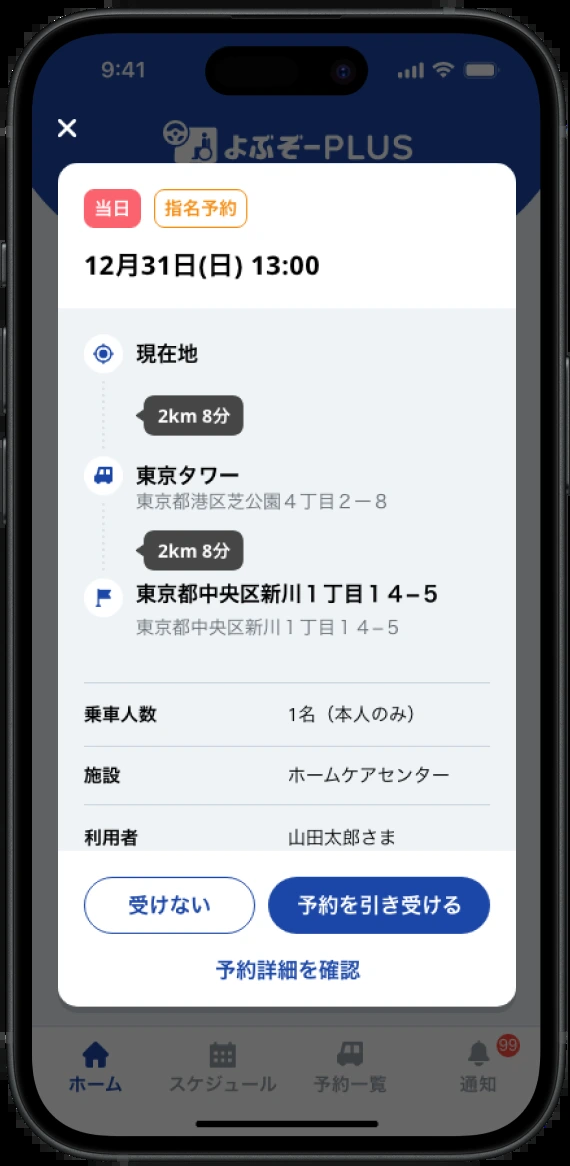 9:41
よぶぞーPLUS
当日 指名予約
12月31日(日) 13:00
現在地
2km 8分
東京タワー
東京都港区芝公園４丁目２ー８
2km 8分
東京都中央区新川１丁目１４−５
東京都中央区新川１丁目１４−５
乗車人数 1名（本人のみ）
施設 ホームケアセンター
利用者 山田太郎さま
受けない 予約を引き受ける
予約詳細を確認
99
ホーム スケジュール 予約一覧 通知